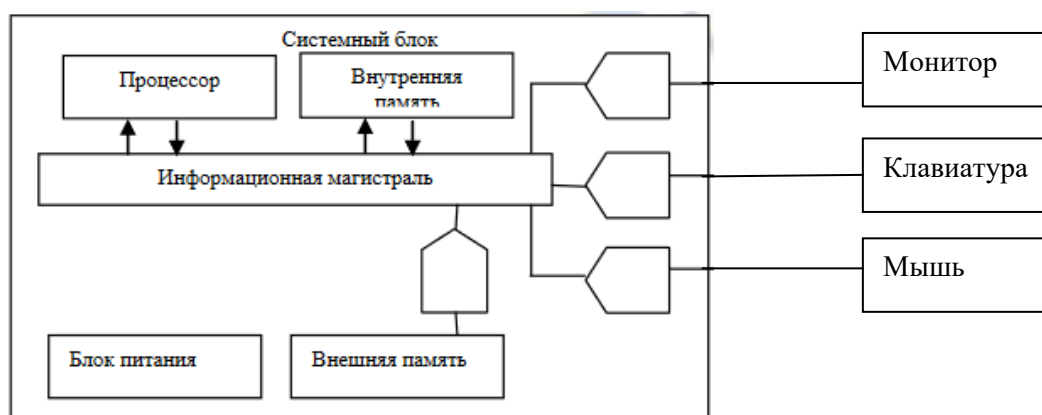 Системный блок
Процессор
Внутренняя
память
Информационная магистраль
Блок питания
Внешняя память
Монитор
Клавиатура
Мышь